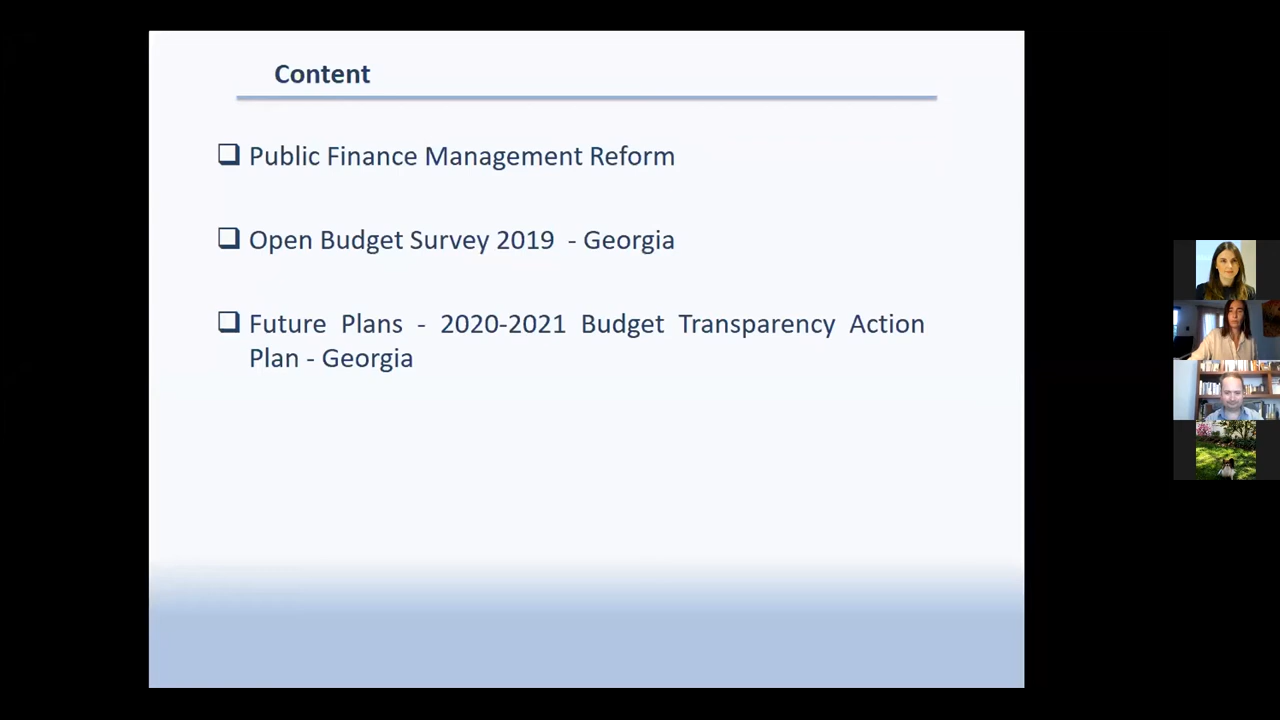 Content
❑ Public Finance Management Reform
❑ Open Budget Survey 2019 - Georgia
❑ Future Plans - 2020-2021 Budget Transparency Action
Plan - Georgia